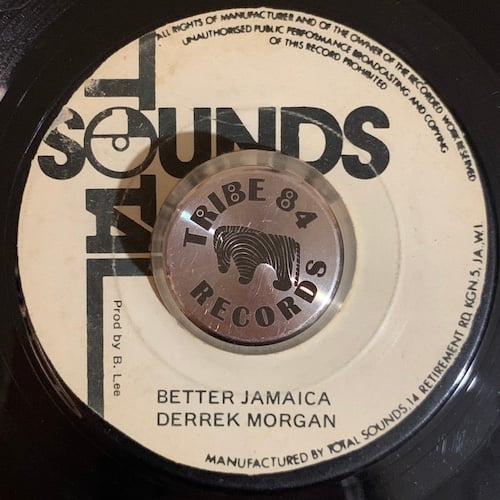 ALL RIGHTS OF MANUFACTURER AND OF THE OWNER OF THE RECORDED WORK RESERVED
UNAUTHORISED PUBLIC PERFORMANCE BROADCASTING AND COPYING
OF THIS RECORD PROHIBITED
TOTAL
SOUNDS
TRIBE 84
RECORDS
Prod by B. Lee
BETTER JAMAICA
DERREK MORGAN
MANUFACTURED BY TOTAL SOUNDS, 14 RETIREMENT RD, KGN 5, JA, W.I.